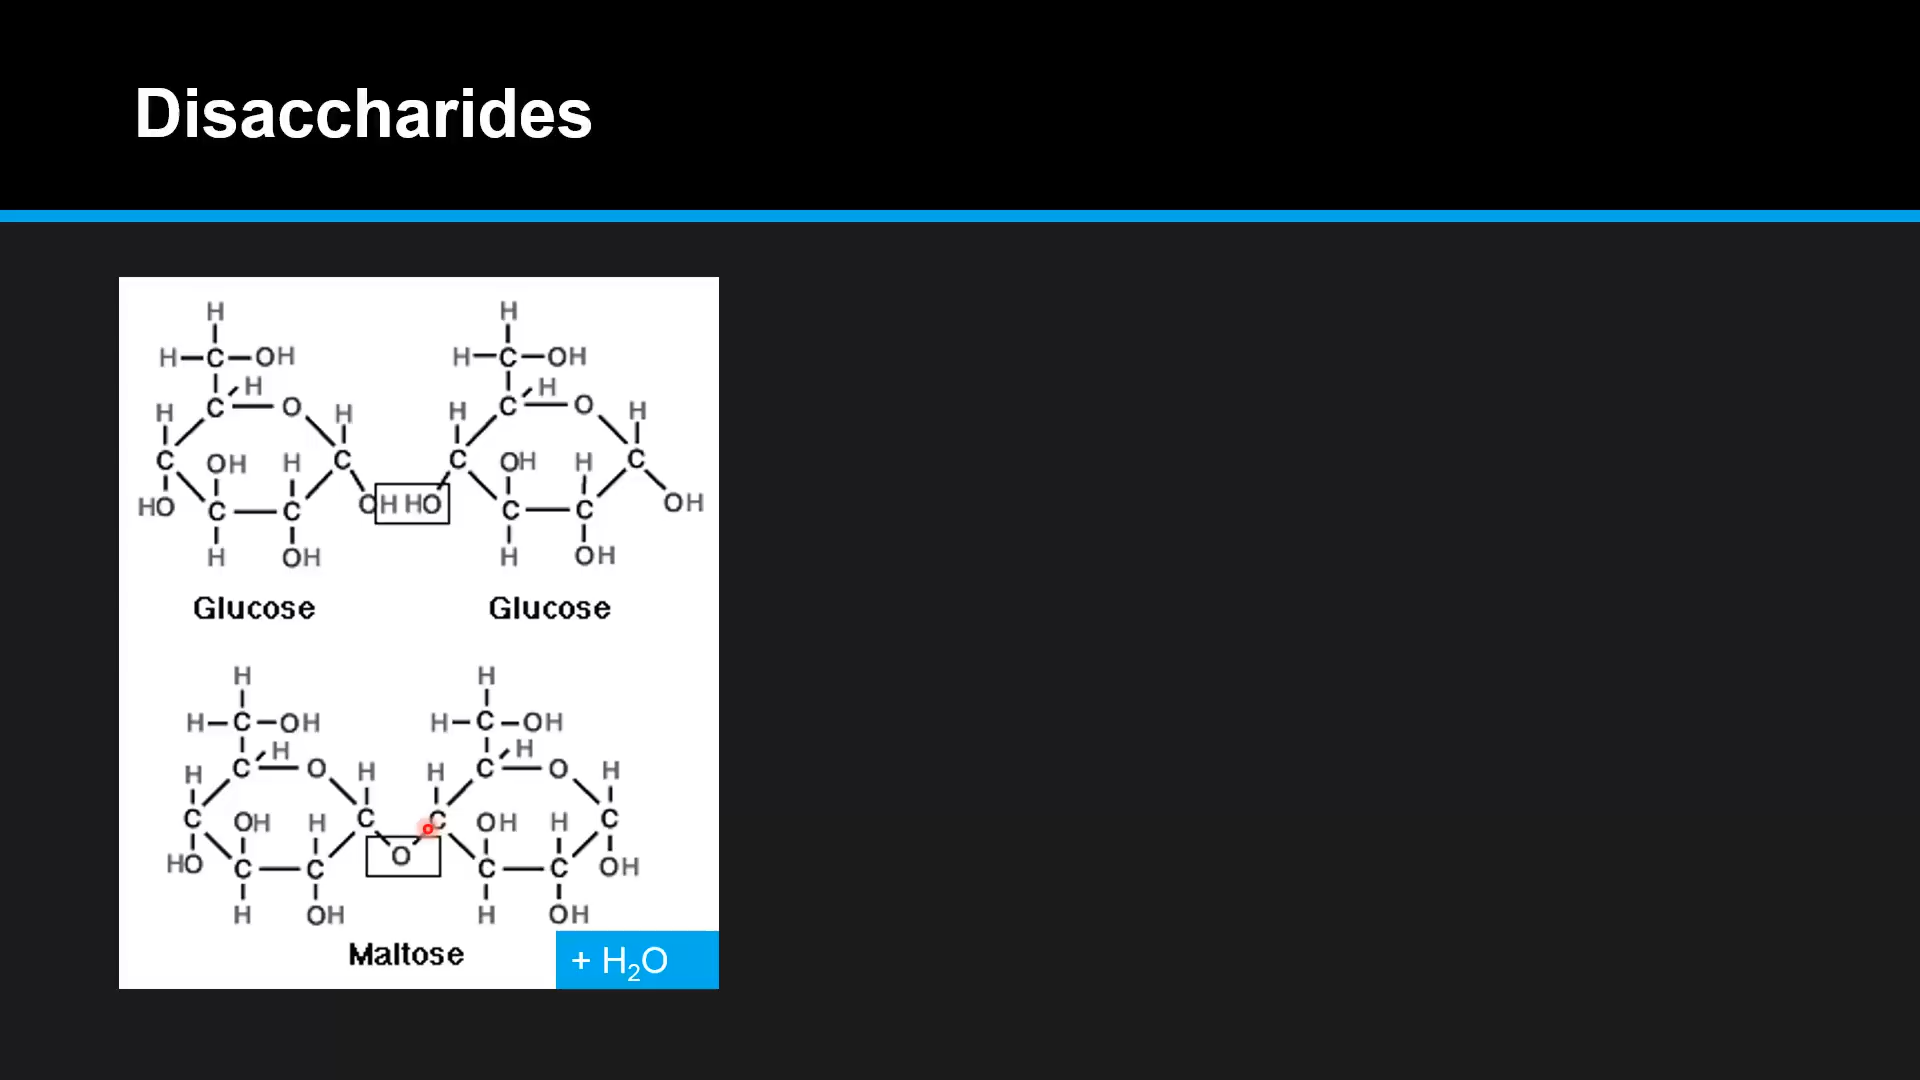 Disaccharides
H H
H C OH H C OH
H H
H C O H H C O H
C OH H C C OH H C
HO C C OH HO C C OH
H OH H OH
Glucose Glucose
H H
H C OH H C OH
H H
H C O H H C O H
C OH H C C OH H C
HO C C O C C OH
H OH H OH
Maltose
+ H₂O